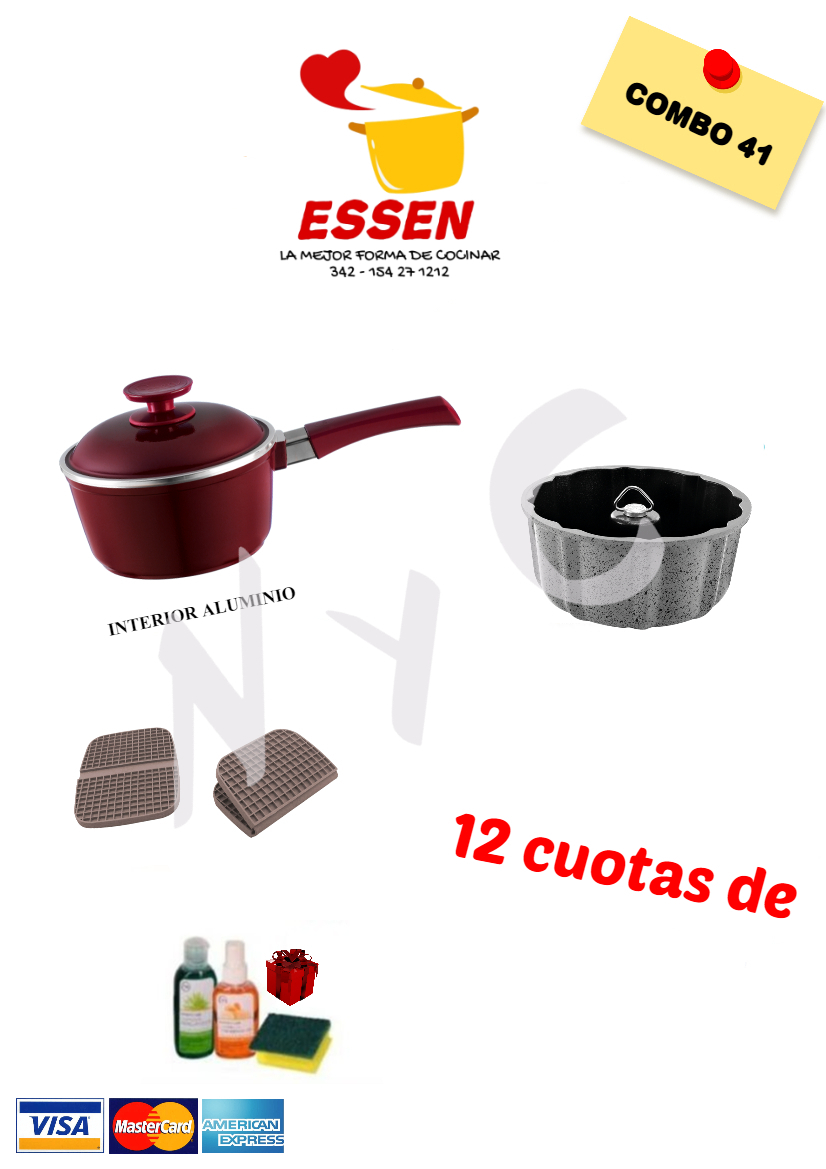 COMBO 41
ESSEN
LA MEJOR FORMA DE COCINAR
342 - 154 27 1212
INTERIOR ALUMINIO
N y C
12 cuotas de
VISA
MasterCard
AMERICAN
EXPRESS